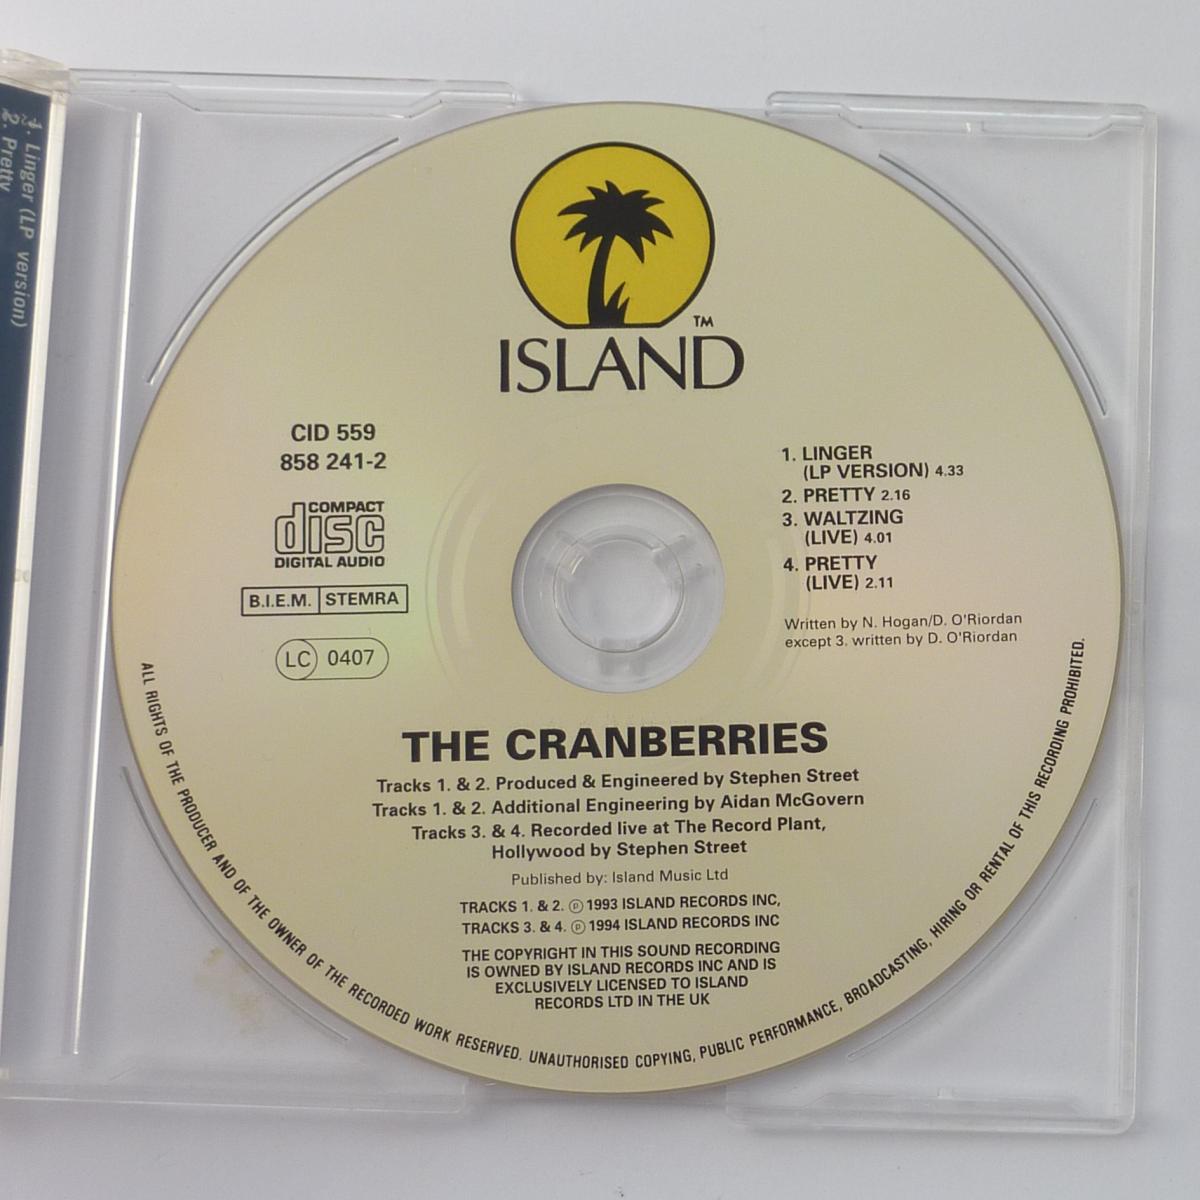 1. Linger (LP version)
2. Pretty
TM
ISLAND
CID 559
858 241-2
COMPACT
disc
DIGITAL AUDIO
B.I.E.M. STEMRA
LC 0407
1. LINGER
(LP VERSION) 4.33
2. PRETTY 2.16
3. WALTZING
(LIVE) 4.01
4. PRETTY
(LIVE) 2.11
Written by N. Hogan/D. O'Riordan
except 3. written by D. O'Riordan
THE CRANBERRIES
Tracks 1. & 2. Produced & Engineered by Stephen Street
Tracks 1. & 2. Additional Engineering by Aidan McGovern
Tracks 3. & 4. Recorded live at The Record Plant,
Hollywood by Stephen Street
Published by: Island Music Ltd
TRACKS 1. & 2. ℗ 1993 ISLAND RECORDS INC,
TRACKS 3. & 4. ℗ 1994 ISLAND RECORDS INC
THE COPYRIGHT IN THIS SOUND RECORDING
IS OWNED BY ISLAND RECORDS INC AND IS
EXCLUSIVELY LICENSED TO ISLAND
RECORDS LTD IN THE UK
ALL RIGHTS OF THE PRODUCER AND OF THE OWNER OF THE RECORDED WORK RESERVED. UNAUTHORISED COPYING, PUBLIC PERFORMANCE, BROADCASTING, HIRING OR RENTAL OF THIS RECORDING PROHIBITED.